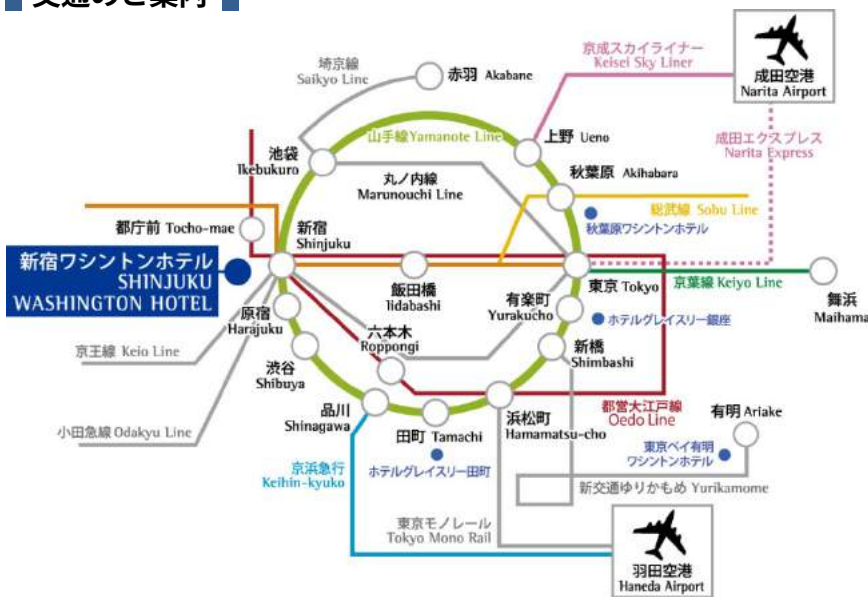 交通のご案内
埼京線
Saikyo Line
赤羽 Akabane
京成スカイライナー
Keisei Sky Liner
成田空港
Narita Airport
山手線Yamanote Line
上野 Ueno
成田エクスプレス
Narita Express
池袋
Ikebukuro
丸ノ内線
Marunouchi Line
秋葉原 Akihabara
総武線 Sobu Line
秋葉原ワシントンホテル
都庁前 Tocho-mae
新宿
Shinjuku
新宿ワシントンホテル
SHINJUKU
WASHINGTON HOTEL
飯田橋
Iidabashi
東京 Tokyo
京葉線 Keiyo Line
舞浜
Maihama
有楽町
Yurakucho
ホテルグレイスリー銀座
原宿
Harajuku
六本木
Roppongi
新橋
Shimbashi
京王線 Keio Line
渋谷
Shibuya
品川
Shinagawa
田町 Tamachi
浜松町
Hamamatsu-cho
都営大江戸線
Oedo Line
有明 Ariake
小田急線 Odakyu Line
東京ベイ有明
ワシントンホテル
京浜急行
Keihin-kyuko
ホテルグレイスリー田町
新交通ゆりかもめ Yurikamome
東京モノレール
Tokyo Mono Rail
羽田空港
Haneda Airport